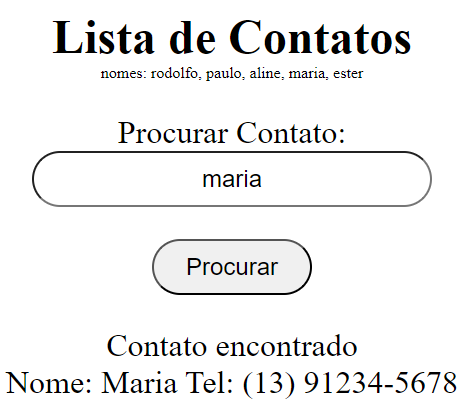 Lista de Contatos
nomes: rodolfo, paulo, aline, maria, ester
Procurar Contato:
maria
Procurar
Contato encontrado
Nome: Maria Tel: (13) 91234-5678